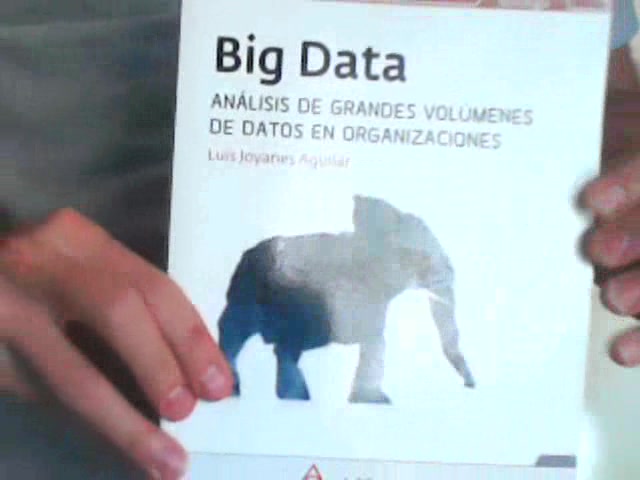 Big Data
ANÁLISIS DE GRANDES VOLÚMENES
DE DATOS EN ORGANIZACIONES
Luis Joyanes Aguilar